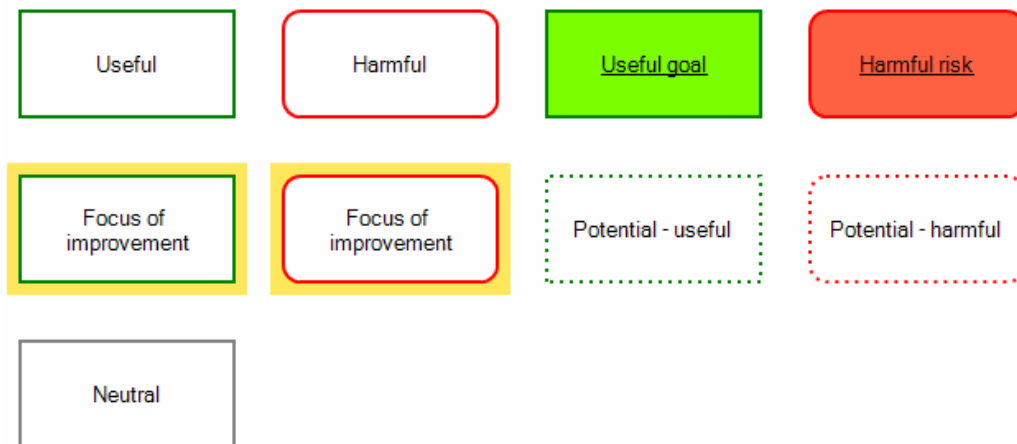 Useful
Harmful
Useful goal
Harmful risk
Focus of
improvement
Focus of
improvement
Potential - useful
Potential - harmful
Neutral